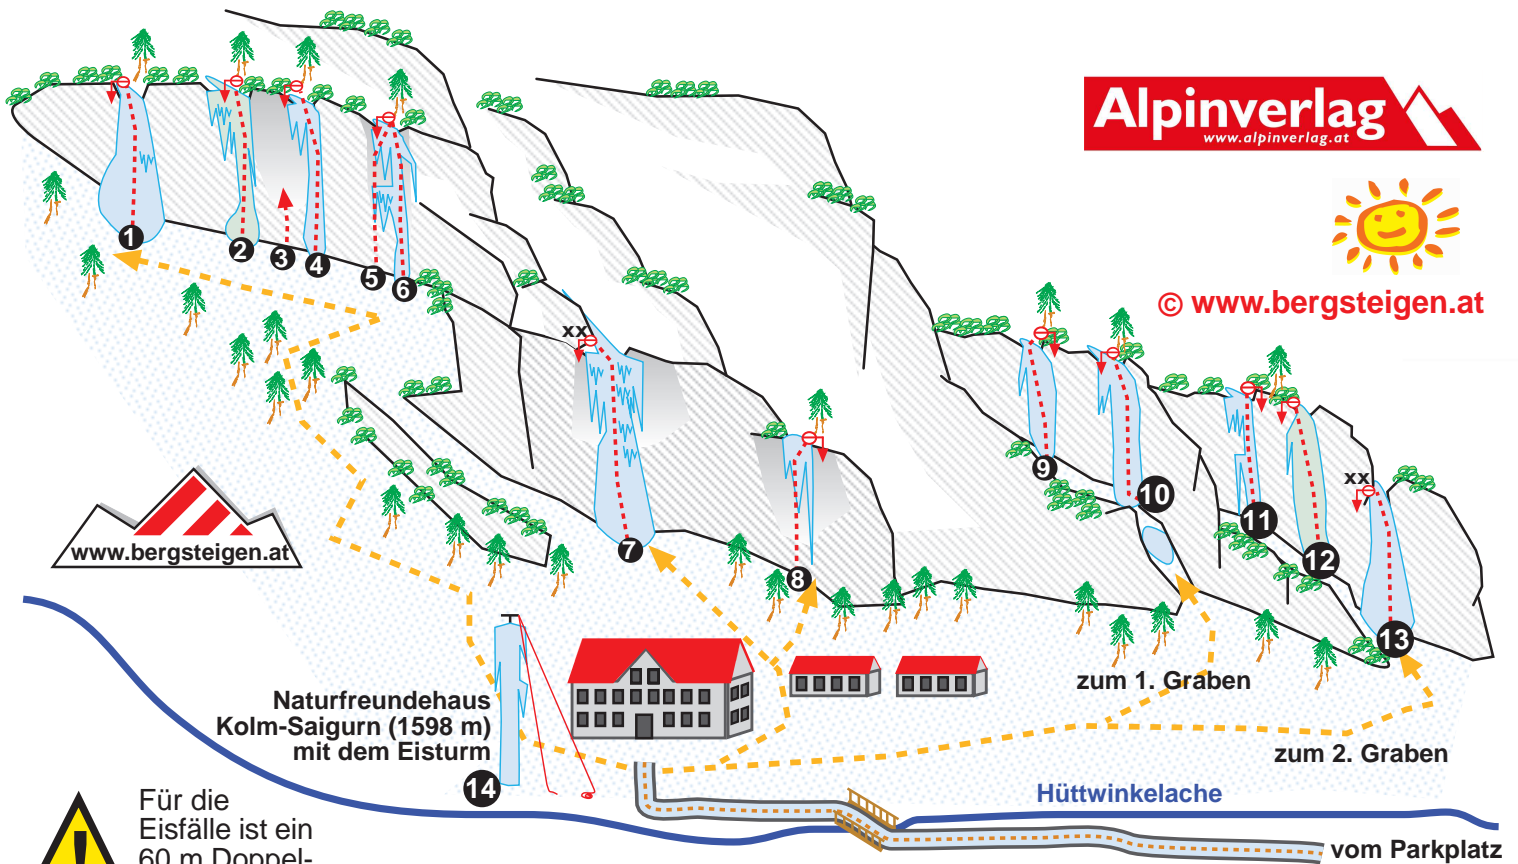 Alpinverlag
www.alpinverlag.at
© www.bergsteigen.at
1
2
3
4
5
6
xx
7
8
9
10
11
12
xx
13
www.bergsteigen.at
zum 1. Graben
Naturfreundehaus
Kolm-Saigurn (1598 m)
mit dem Eisturm
14
zum 2. Graben
Hüttwinkelache
vom Parkplatz
!
Für die
Eisfälle ist ein
60 m Doppel-